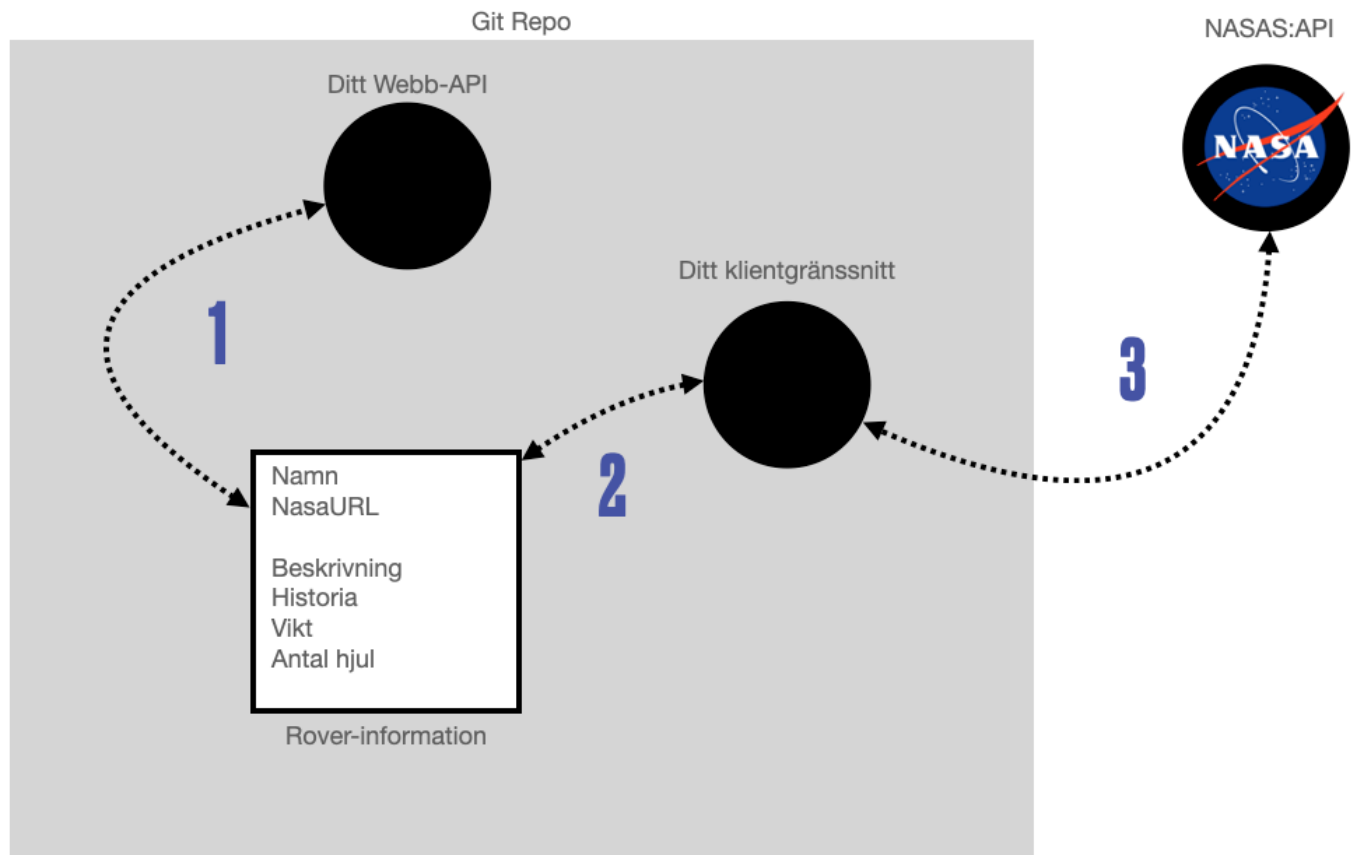 Git Repo
NASAS:API
Ditt Webb-API
NASA
Ditt klientgränssnitt
1
3
2
Namn
NasaURL
Beskrivning
Historia
Vikt
Antal hjul
Rover-information